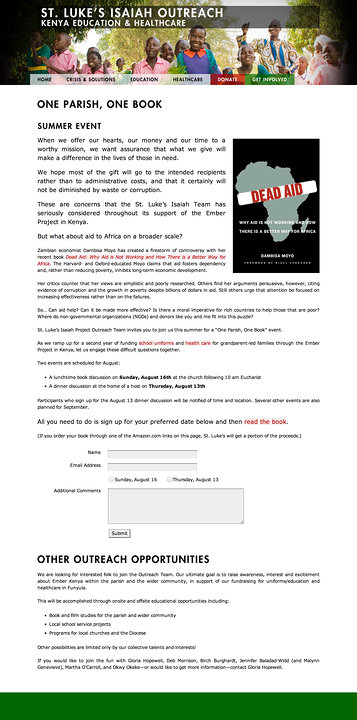 ST. LUKE'S ISAIAH OUTREACH
KENYA EDUCATION & HEALTHCARE
HOME CRISIS & SOLUTIONS EDUCATION HEALTHCARE DONATE GET INVOLVED
ONE PARISH, ONE BOOK
SUMMER EVENT
When we offer our hearts, our money and our time to a
worthy mission, we want assurance that what we give will
make a difference in the lives of those in need.
We hope most of the gift will go to the intended recipients
rather than to administrative costs, and that it certainly will
not be diminished by waste or corruption.
These are concerns that the St. Luke's Isaiah Team has
seriously considered throughout its support of the Ember
Project in Kenya.
But what about aid to Africa on a broader scale?
Zambian economist Dambisa Moyo has created a firestorm of controversy with her
recent book Dead Aid: Why Aid is Not Working and How There is a Better Way for
Africa. The Harvard- and Oxford-educated Moyo claims that aid fosters dependency
and, rather than reducing poverty, inhibits long-term economic development.
DEAD AID
WHY AID IS NOT WORKING AND HOW
THERE IS A BETTER WAY FOR AFRICA
DAMBISA MOYO
FOREWORD BY NIALL FERGUSON
Her critics counter that her views are simplistic and poorly researched. Others find her arguments persuasive, however, citing
evidence of corruption and the growth in poverty despite billions of dollars in aid. Still others urge that attention be focused on
increasing effectiveness rather than on the failures.
So... Can aid help? Can it be made more effective? Is there a moral imperative for rich countries to help those that are poor?
Where do non-governmental organizations (NGOs) and donors like you and me fit into this puzzle?
St. Luke's Isaiah Project Outreach Team invites you to join us this summer for a "One Parish, One Book" event.
As we ramp up for a second year of funding school uniforms and health care for grandparent-led families through the Ember
Project in Kenya, let us engage these difficult questions together.
Two events are scheduled for August:
• A lunchtime book discussion on Sunday, August 16th at the church following 10 am Eucharist
• A dinner discussion at the home of a host on Thursday, August 13th
Participants who sign up for the August 13 dinner discussion will be notified of time and location. Several other events are also
planned for September.
All you need to do is sign up for your preferred date below and then read the book.
(If you order your book through one of the Amazon.com links on this page, St. Luke's will get a portion of the proceeds.)
Name
Email Address
Sunday, August 16 Thursday, August 13
Additional Comments
Submit
OTHER OUTREACH OPPORTUNITIES
We are looking for interested folk to join the Outreach Team. Our ultimate goal is to raise awareness, interest and excitement
about Ember Kenya within the parish and the wider community, in support of our fundraising for uniforms/education and
healthcare in Funyula.
This will be accomplished through onsite and offsite educational opportunities including:
• Book and film studies for the parish and wider community
• Local school service projects
• Programs for local churches and the Diocese
Other possibilities are limited only by our collective talents and interests!
If you would like to join the fun with Gloria Hopewell, Deb Morrison, Birch Burghardt, Jennifer Baladad-Widd (and Malynn
Genevieve), Martha O'Carroll, and Okwy Okeke—or would like to get more information—contact Gloria Hopewell.